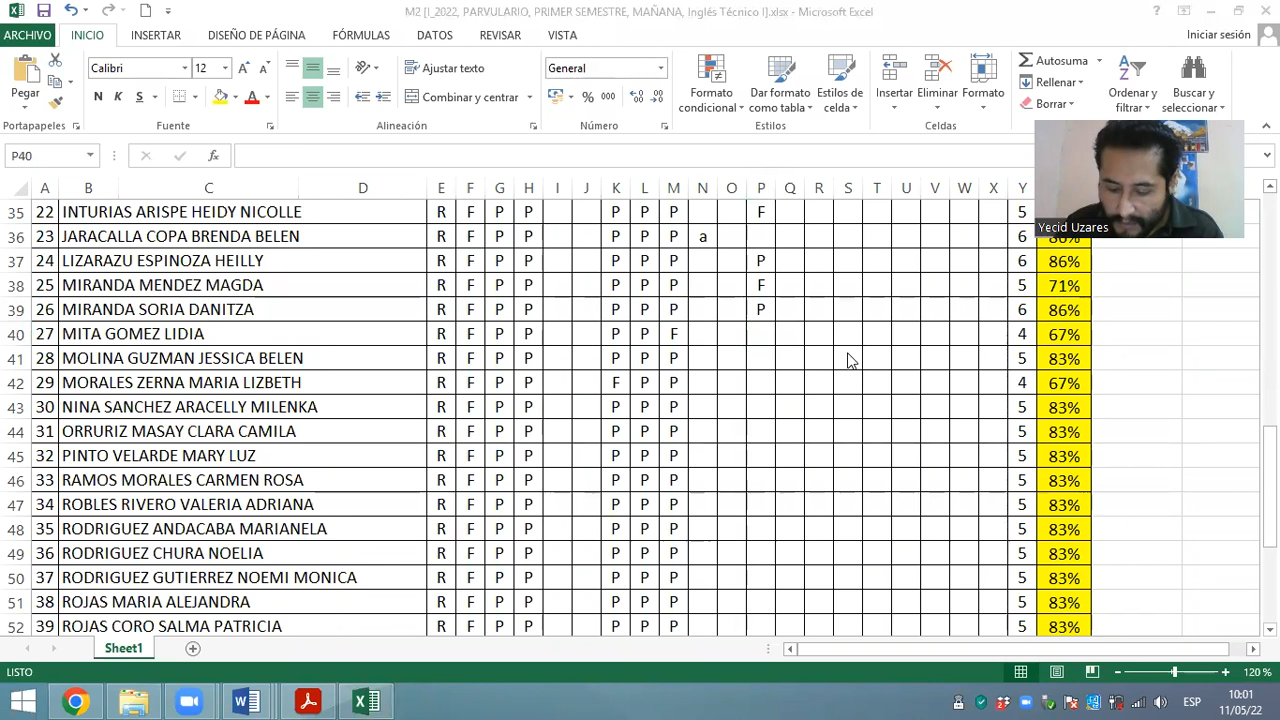 M2 [I_2022, PARVULARIO, PRIMER SEMESTRE, MAÑANA, Inglés Técnico I].xlsx - Microsoft Excel
ARCHIVO INICIO INSERTAR DISEÑO DE PÁGINA FÓRMULAS DATOS REVISAR VISTA Iniciar sesión
Calibri 12 Ajustar texto General Autosuma
Pegar N K S Combinar y centrar % 000 Formato condicional Dar formato como tabla Estilos de celda Insertar Eliminar Formato Rellenar Borrar Ordenar y filtrar Buscar y seleccionar
Portapapeles Fuente Alineación Número Estilos Celdas
P40 fx
Yecid Uzares
A B C D E F G H I J K L M N O P Q R S T U V W X Y
35 22 INTURIAS ARISPE HEIDY NICOLLE R F P P P P P F 5
36 23 JARACALLA COPA BRENDA BELEN R F P P P P P a 6 86%
37 24 LIZARAZU ESPINOZA HEILLY R F P P P P P P 6 86%
38 25 MIRANDA MENDEZ MAGDA R F P P P P P F 5 71%
39 26 MIRANDA SORIA DANITZA R F P P P P P P 6 86%
40 27 MITA GOMEZ LIDIA R F P P P P F 4 67%
41 28 MOLINA GUZMAN JESSICA BELEN R F P P P P P 5 83%
42 29 MORALES ZERNA MARIA LIZBETH R F P P F P P 4 67%
43 30 NINA SANCHEZ ARACELLY MILENKA R F P P P P P 5 83%
44 31 ORRURIZ MASAY CLARA CAMILA R F P P P P P 5 83%
45 32 PINTO VELARDE MARY LUZ R F P P P P P 5 83%
46 33 RAMOS MORALES CARMEN ROSA R F P P P P P 5 83%
47 34 ROBLES RIVERO VALERIA ADRIANA R F P P P P P 5 83%
48 35 RODRIGUEZ ANDACABA MARIANELA R F P P P P P 5 83%
49 36 RODRIGUEZ CHURA NOELIA R F P P P P P 5 83%
50 37 RODRIGUEZ GUTIERREZ NOEMI MONICA R F P P P P P 5 83%
51 38 ROJAS MARIA ALEJANDRA R F P P P P P 5 83%
52 39 ROJAS CORO SALMA PATRICIA R F P P P P P 5 83%
Sheet1
LISTO 120 %
ESP 10:01
11/05/22